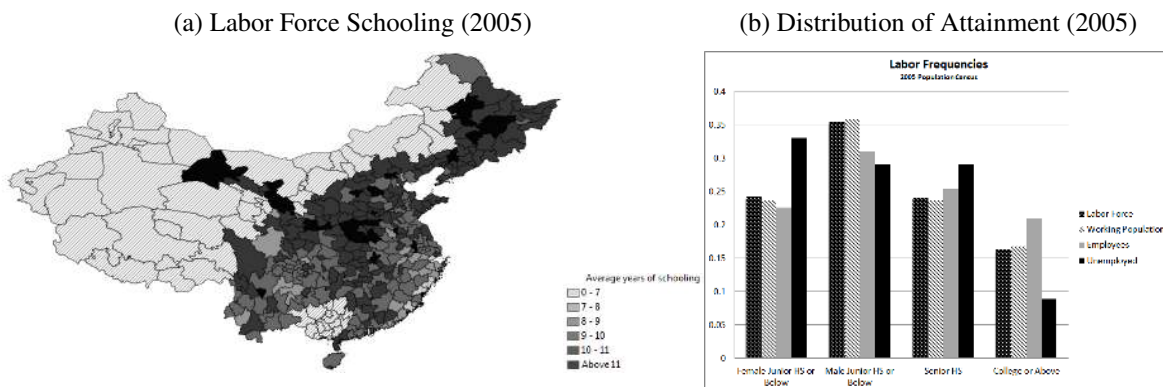 (a) Labor Force Schooling (2005)
(b) Distribution of Attainment (2005)
Average years of schooling
0 - 7
7 - 8
8 - 9
9 - 10
10 - 11
Above 11
Labor Frequencies
2005 Population Census
0.4
0.35
0.3
0.25
0.2
0.15
0.1
0.05
0
Female Junior HS or
Below
Male Junior HS or
Below
Senior HS
College or Above
Labor Force
Working Population
Employees
Unemployed